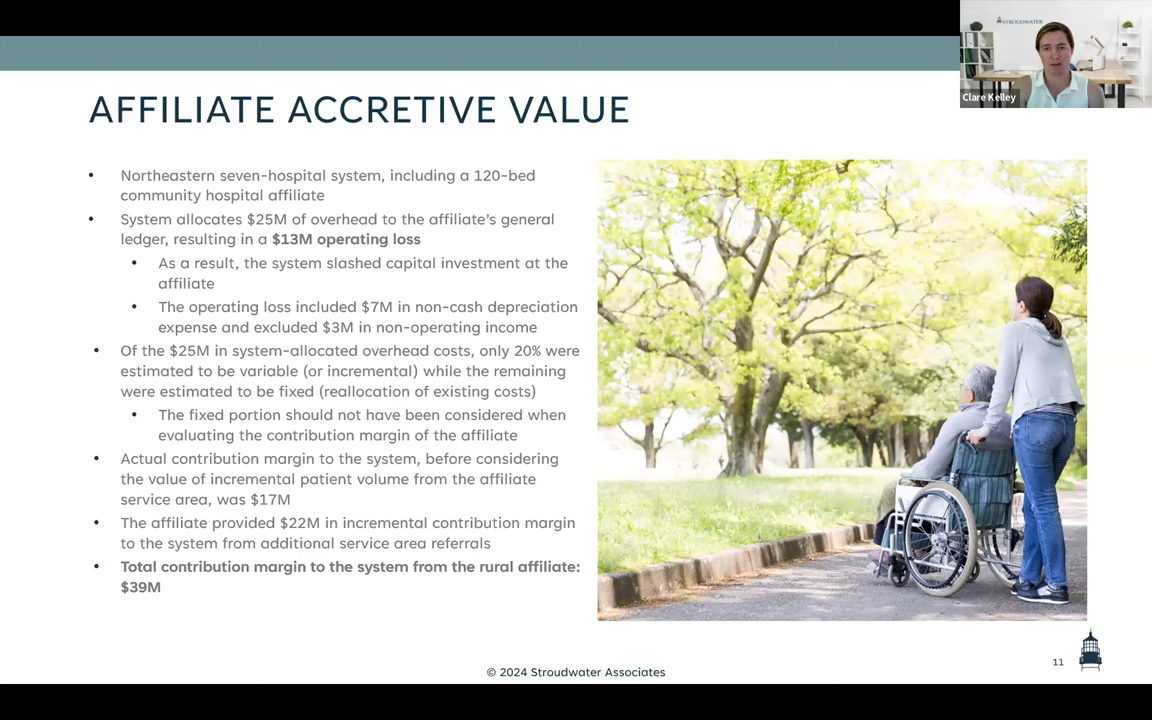 STROUDWATER
Clare Kelley
AFFILIATE ACCRETIVE VALUE
• Northeastern seven-hospital system, including a 120-bed
community hospital affiliate
• System allocates $25M of overhead to the affiliate's general
ledger, resulting in a $13M operating loss
• As a result, the system slashed capital investment at the
affiliate
• The operating loss included $7M in non-cash depreciation
expense and excluded $3M in non-operating income
• Of the $25M in system-allocated overhead costs, only 20% were
estimated to be variable (or incremental) while the remaining
were estimated to be fixed (reallocation of existing costs)
• The fixed portion should not have been considered when
evaluating the contribution margin of the affiliate
• Actual contribution margin to the system, before considering
the value of incremental patient volume from the affiliate
service area, was $17M
• The affiliate provided $22M in incremental contribution margin
to the system from additional service area referrals
• Total contribution margin to the system from the rural affiliate:
$39M
11
© 2024 Stroudwater Associates